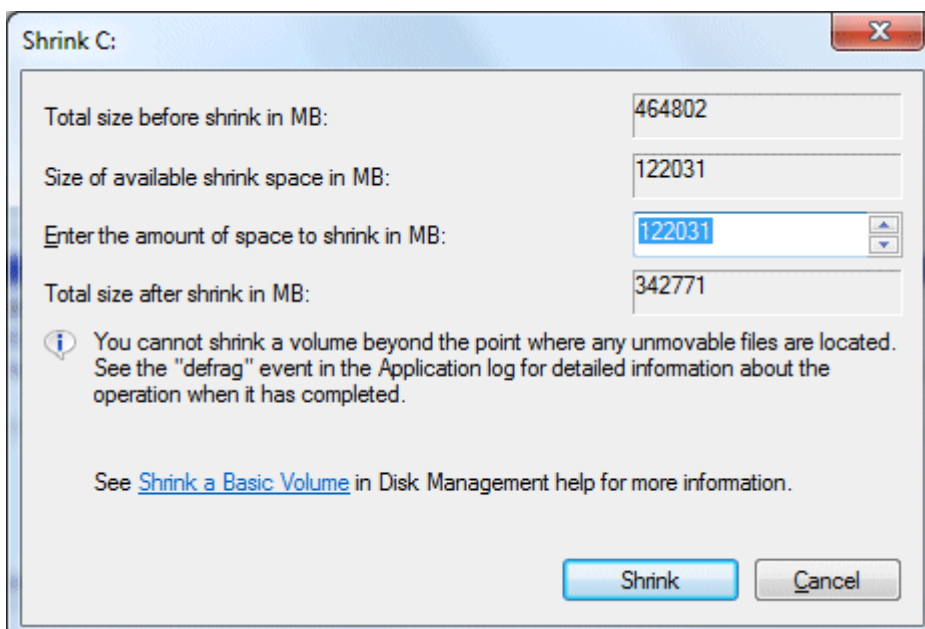 Shrink C:
Total size before shrink in MB: 464802
Size of available shrink space in MB: 122031
Enter the amount of space to shrink in MB: 122031
Total size after shrink in MB: 342771
You cannot shrink a volume beyond the point where any unmovable files are located.
See the "defrag" event in the Application log for detailed information about the
operation when it has completed.
See Shrink a Basic Volume in Disk Management help for more information.
Shrink Cancel